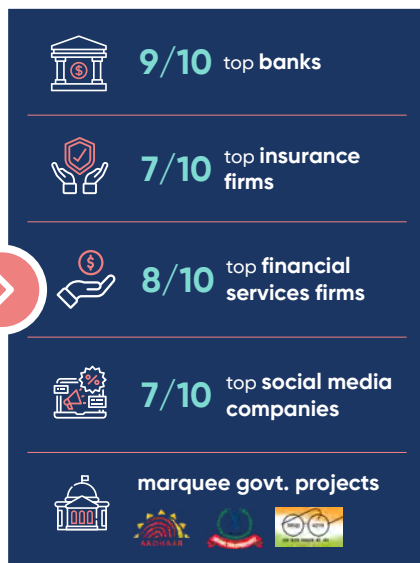 9/10 top banks
7/10 top insurance
firms
8/10 top financial
services firms
7/10 top social media
companies
marquee govt. projects
AADHAAR